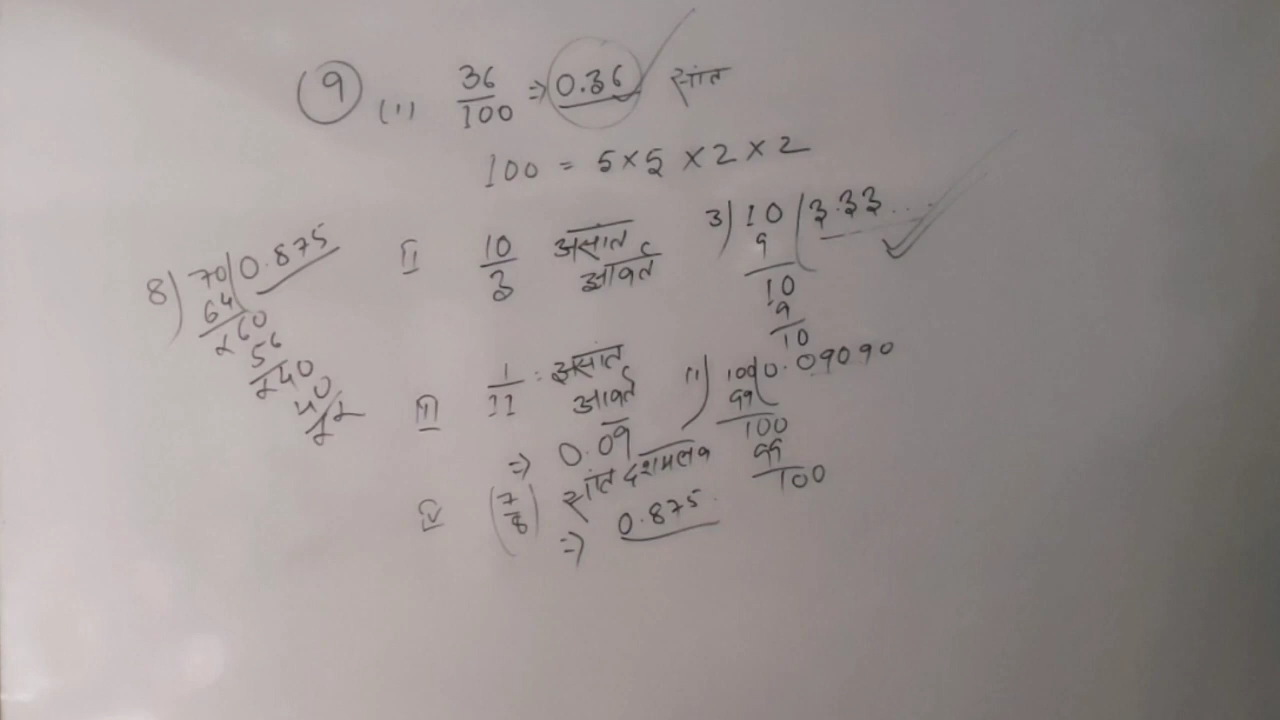 9 (i) 36/100 ⇒ 0.36 सांत
100 = 5×5×2×2
II 10/3 असांत आवर्त
3) 10 (3.33...
9
10
9
10
8) 70 (0.875
64
60
56
40
40
III 1/11 : असांत आवर्त
⇒ 0.0̅9̅
11) 100 (0.09090
99
100
99
100
IV (7/8) सांत दशमलव
⇒ 0.875